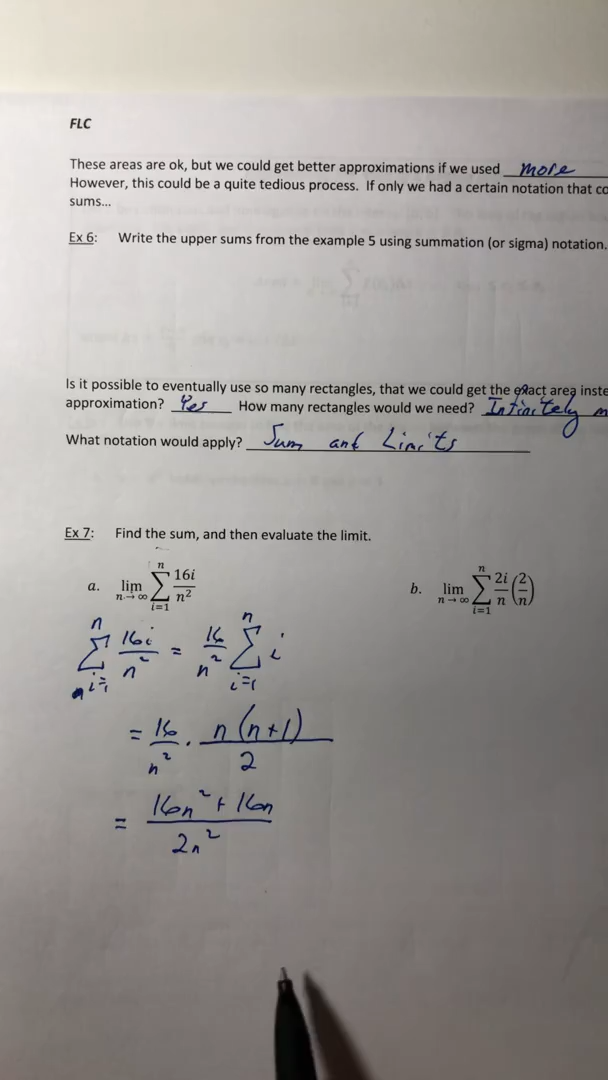 FLC
These areas are ok, but we could get better approximations if we used more
However, this could be a quite tedious process. If only we had a certain notation that co
sums...
Ex 6: Write the upper sums from the example 5 using summation (or sigma) notation.
Is it possible to eventually use so many rectangles, that we could get the exact area inste
approximation? Yes How many rectangles would we need? Infinitely m
What notation would apply? Sum and Limits
Ex 7: Find the sum, and then evaluate the limit.
a. lim n→∞ n ∑ i=1 16i/n² b. lim n→∞ n ∑ i=1 2i/n (2/n)
n ∑ i=1 16i/n² = 16/n² n ∑ i=1 i
= 16/n² · n(n+1)/2
= 16n² + 16n / 2n²